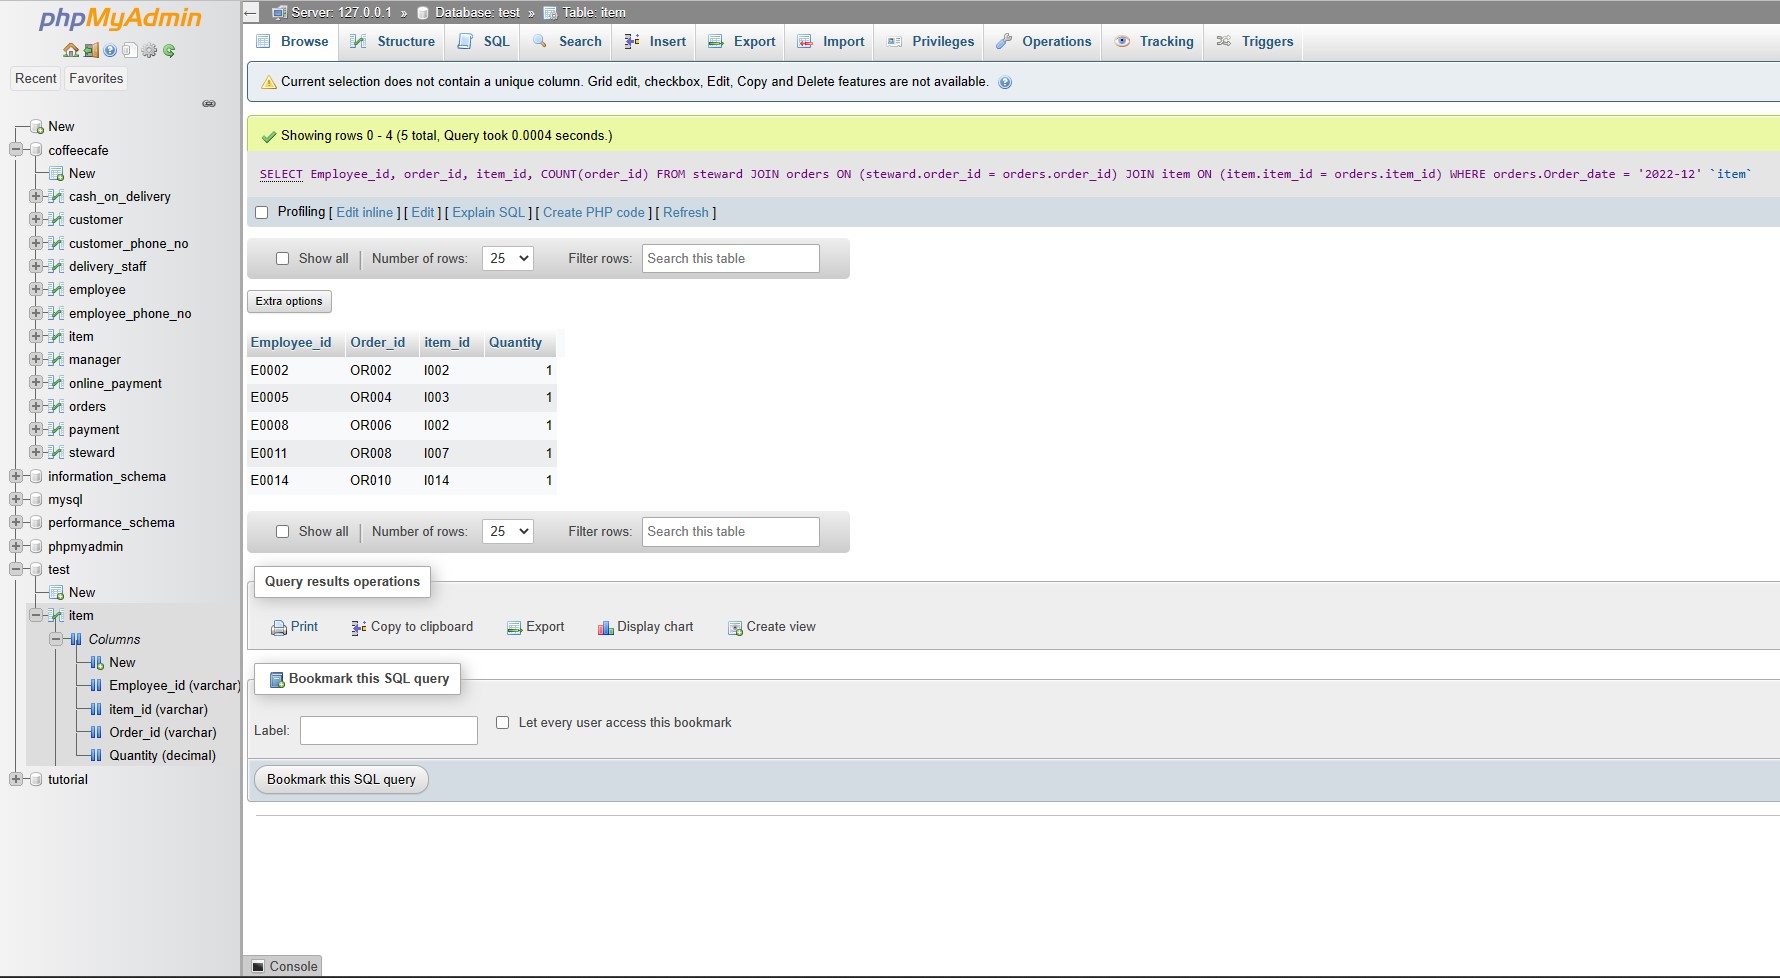 phpMyAdmin
Recent Favorites
New
coffeecafe
New
cash_on_delivery
customer
customer_phone_no
delivery_staff
employee
employee_phone_no
item
manager
online_payment
orders
payment
steward
information_schema
mysql
performance_schema
phpmyadmin
test
New
item
Columns
New
Employee_id (varchar)
item_id (varchar)
Order_id (varchar)
Quantity (decimal)
tutorial
Server: 127.0.0.1 » Database: test » Table: item
Browse Structure SQL Search Insert Export Import Privileges Operations Tracking Triggers
Current selection does not contain a unique column. Grid edit, checkbox, Edit, Copy and Delete features are not available.
Showing rows 0 - 4 (5 total, Query took 0.0004 seconds.)
SELECT Employee_id, order_id, item_id, COUNT(order_id) FROM steward JOIN orders ON (steward.order_id = orders.order_id) JOIN item ON (item.item_id = orders.item_id) WHERE orders.Order_date = '2022-12' `item`
Profiling [ Edit inline ] [ Edit ] [ Explain SQL ] [ Create PHP code ] [ Refresh ]
Show all | Number of rows: 25 Filter rows: Search this table
Extra options
Employee_id Order_id item_id Quantity
E0002 OR002 I002 1
E0005 OR004 I003 1
E0008 OR006 I002 1
E0011 OR008 I007 1
E0014 OR010 I014 1
Show all | Number of rows: 25 Filter rows: Search this table
Query results operations
Print Copy to clipboard Export Display chart Create view
Bookmark this SQL query
Label: Let every user access this bookmark
Bookmark this SQL query
Console